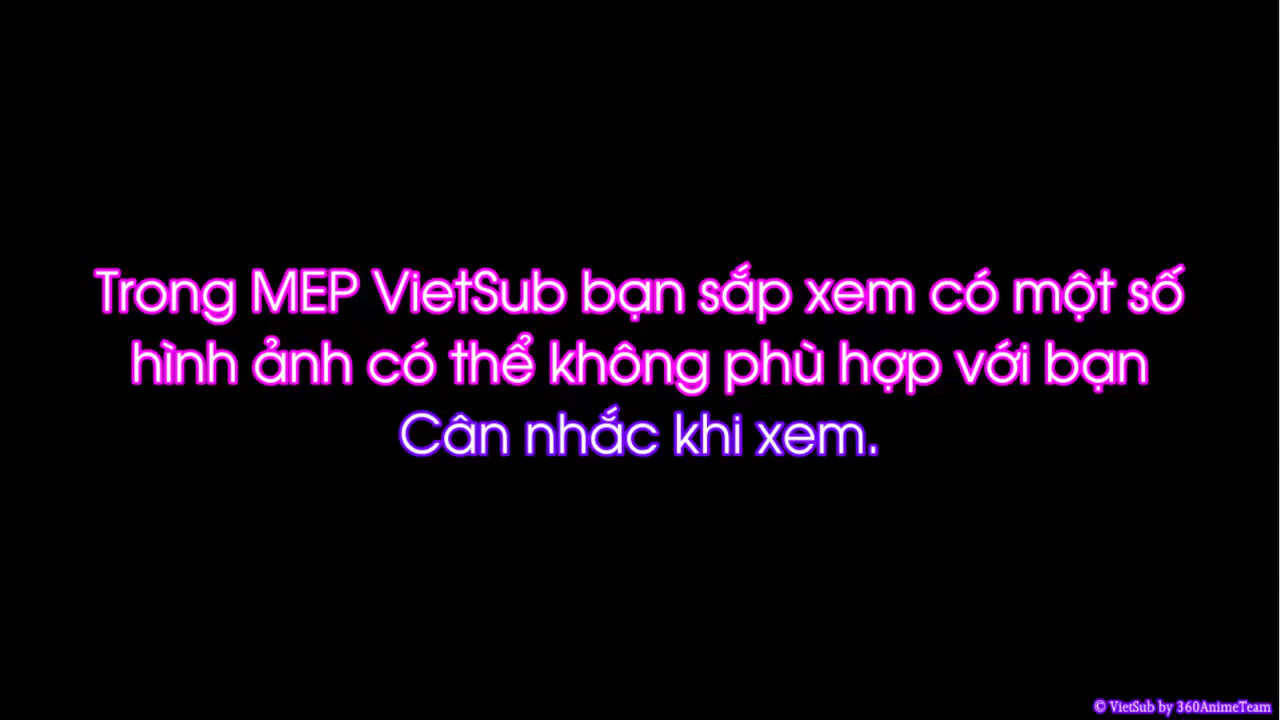 Trong MEP VietSub bạn sắp xem có một số
hình ảnh có thể không phù hợp với bạn
Cân nhắc khi xem.
© VietSub by 360AnimeTeam